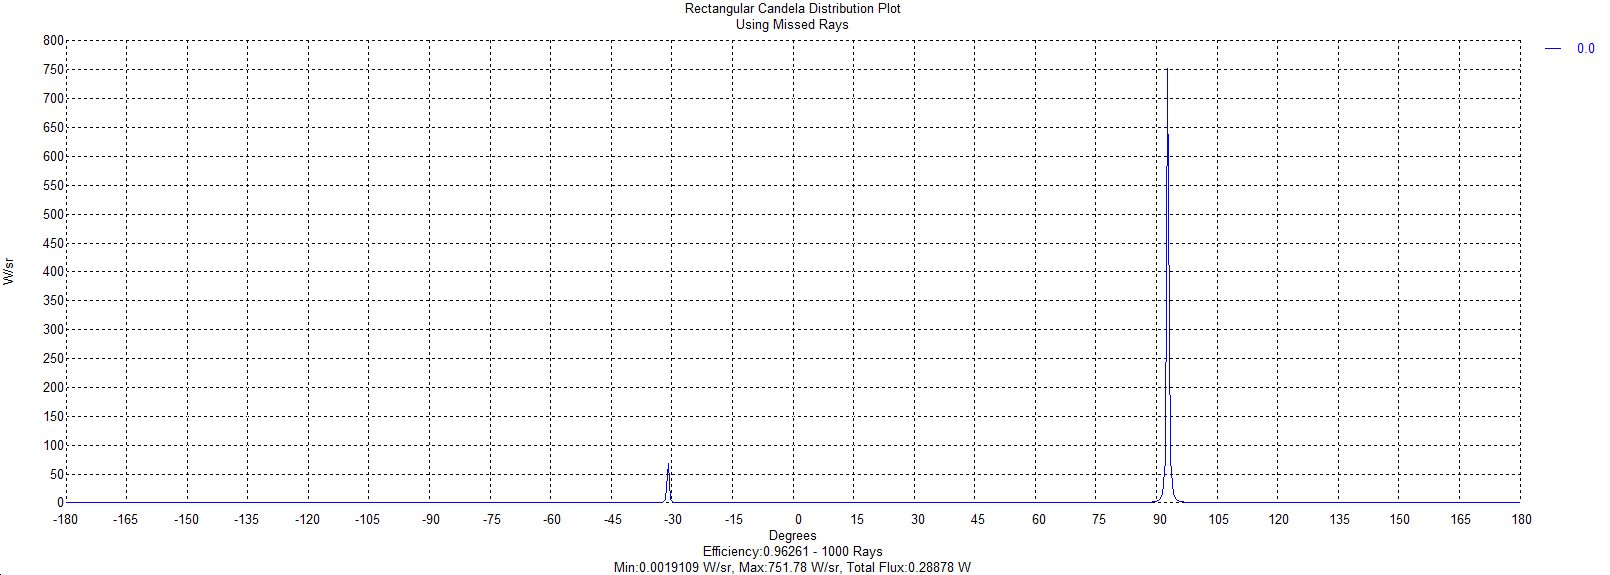 Rectangular Candela Distribution Plot
Using Missed Rays
0.0
800
750
700
650
600
550
500
450
400
350
300
250
200
150
100
50
0
W/sr
-180 -165 -150 -135 -120 -105 -90 -75 -60 -45 -30 -15 0 15 30 45 60 75 90 105 120 135 150 165 180
Degrees
Efficiency:0.96261 - 1000 Rays
Min:0.0019109 W/sr, Max:751.78 W/sr, Total Flux:0.28878 W